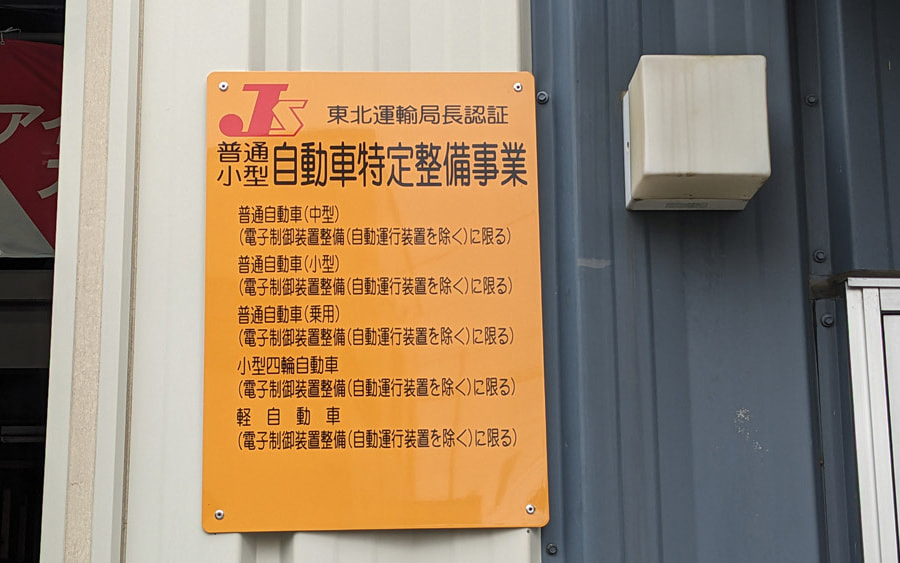 アイ
JS
東北運輸局長認証
普通
小型
自動車特定整備事業
普通自動車(中型)
(電子制御装置整備(自動運行装置を除く)に限る)
普通自動車(小型)
(電子制御装置整備(自動運行装置を除く)に限る)
普通自動車(乗用)
(電子制御装置整備(自動運行装置を除く)に限る)
小型四輪自動車
(電子制御装置整備(自動運行装置を除く)に限る)
軽自動車
(電子制御装置整備(自動運行装置を除く)に限る)